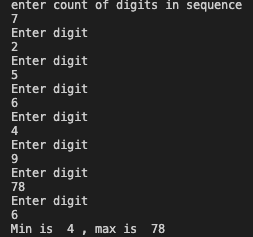 enter count of digits in sequence
7
Enter digit
2
Enter digit
5
Enter digit
6
Enter digit
4
Enter digit
9
Enter digit
78
Enter digit
6
Min is  4 , max is  78